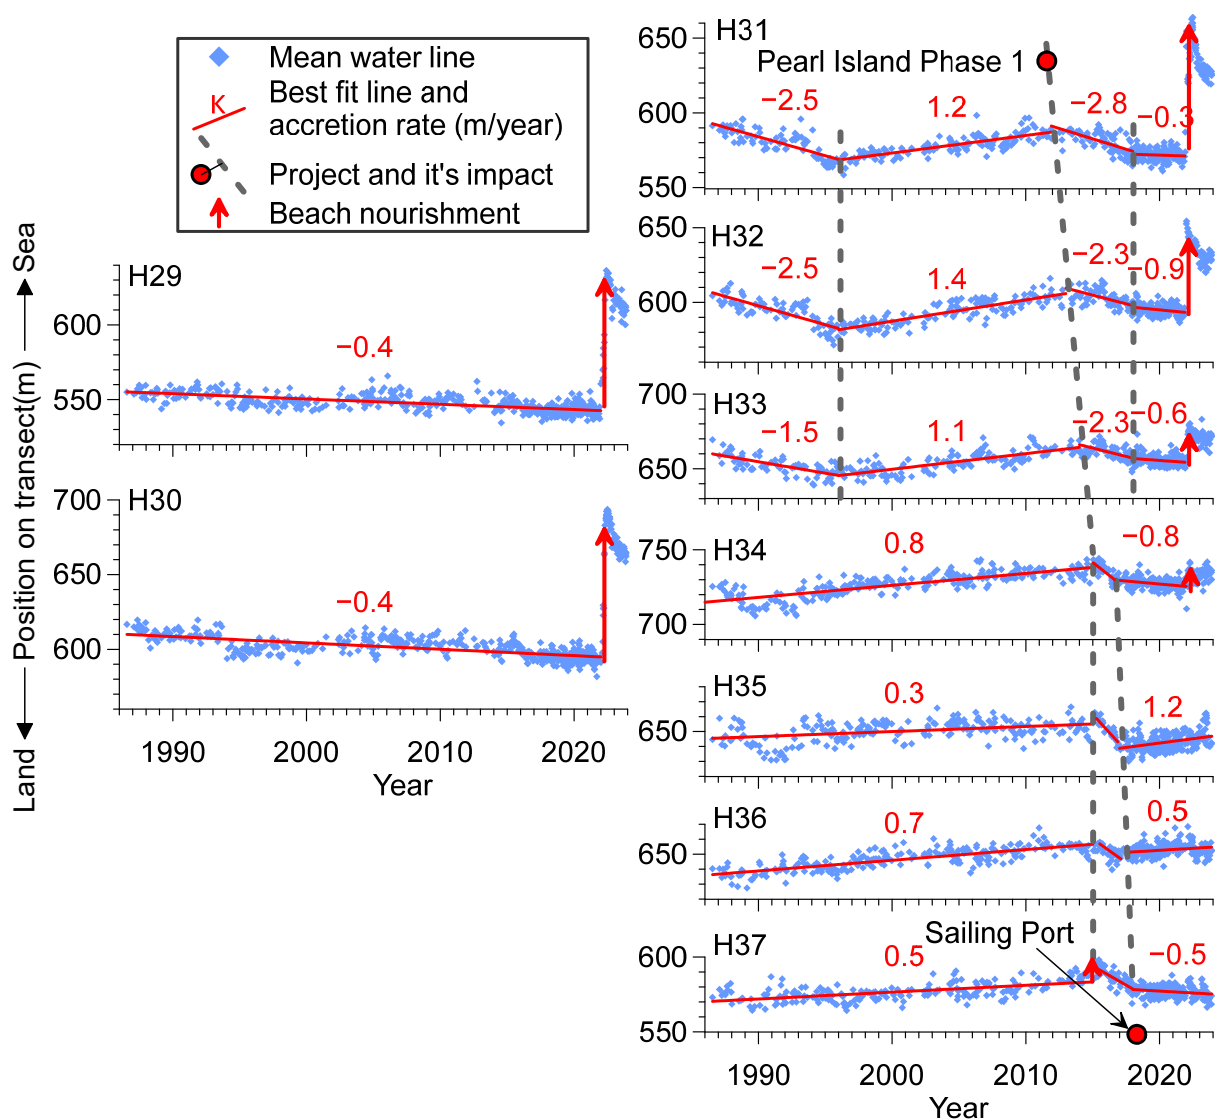 Mean water line
K
Best fit line and
accretion rate (m/year)
Project and it's impact
Beach nourishment
Land
Position on transect(m)
Sea
H29
600
550
−0.4
H30
700
650
600
−0.4
1990
2000
2010
2020
Year
H31
650
600
550
Pearl Island Phase 1
−2.5
1.2
−2.8
−0.3
H32
650
600
−2.5
1.4
−2.3
−0.9
H33
700
650
−1.5
1.1
−2.3
−0.6
H34
750
700
0.8
−0.8
H35
650
0.3
1.2
H36
650
0.7
0.5
H37
600
550
0.5
Sailing Port
−0.5
1990
2000
2010
2020
Year